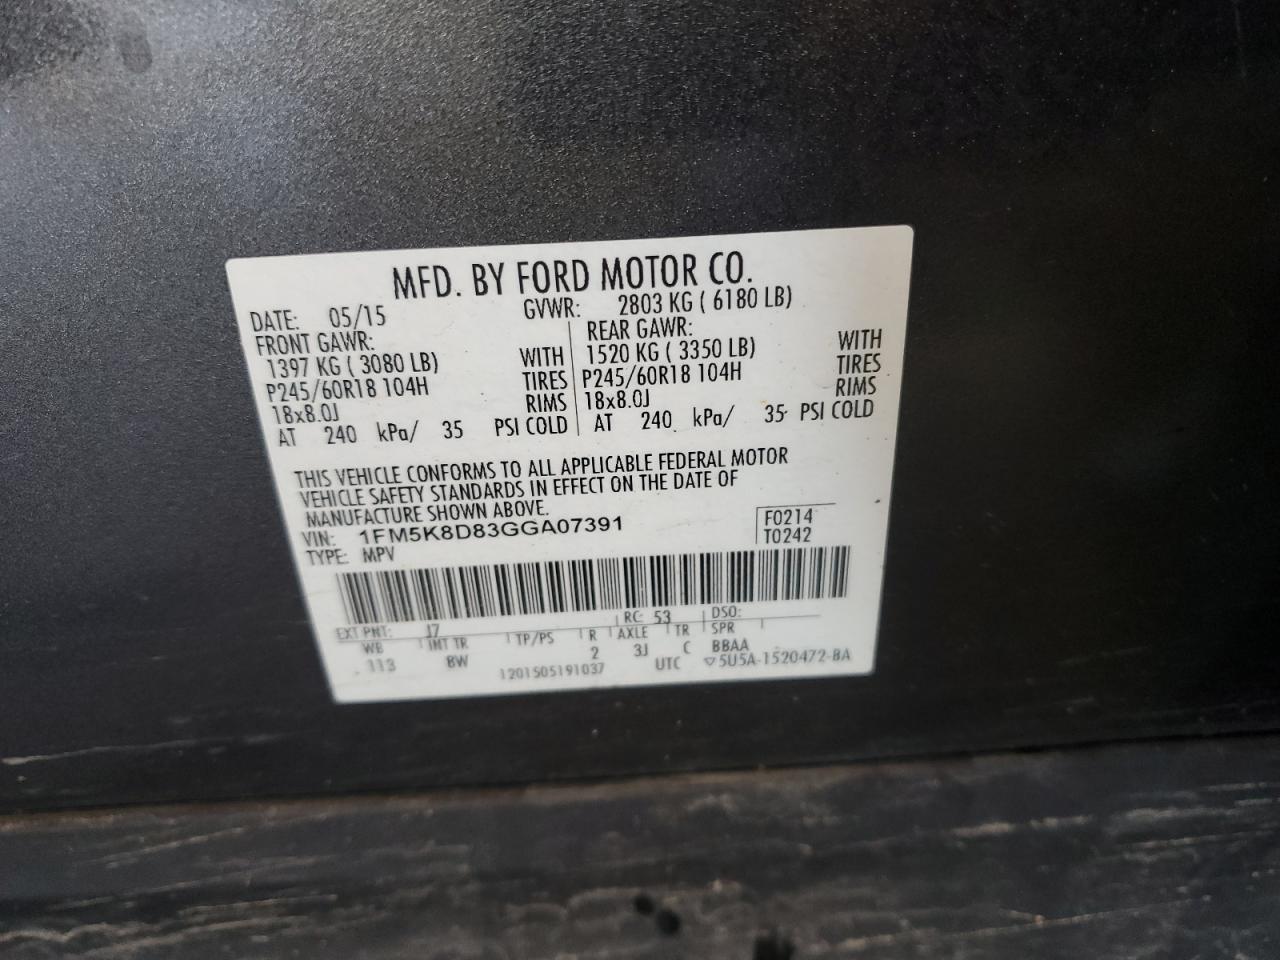 MFD. BY FORD MOTOR CO.
DATE: 05/15 GVWR: 2803 KG ( 6180 LB)
FRONT GAWR: REAR GAWR:
1397 KG ( 3080 LB) WITH 1520 KG ( 3350 LB) WITH
P245/60R18 104H TIRES P245/60R18 104H TIRES
18x8.0J RIMS 18x8.0J RIMS
AT 240 kPa/ 35 PSI COLD AT 240 kPa/ 35 PSI COLD
THIS VEHICLE CONFORMS TO ALL APPLICABLE FEDERAL MOTOR
VEHICLE SAFETY STANDARDS IN EFFECT ON THE DATE OF
MANUFACTURE SHOWN ABOVE.
VIN: 1FM5K8D83GGA07391 F0214
TYPE: MPV T0242
EXT PNT: J7 RC: 53 DSO:
WB INT TR TP/PS R AXLE TR SPR
113 8W 2 3J C BBAA
1201505191037 UTC ▽5U5A-1520472-BA